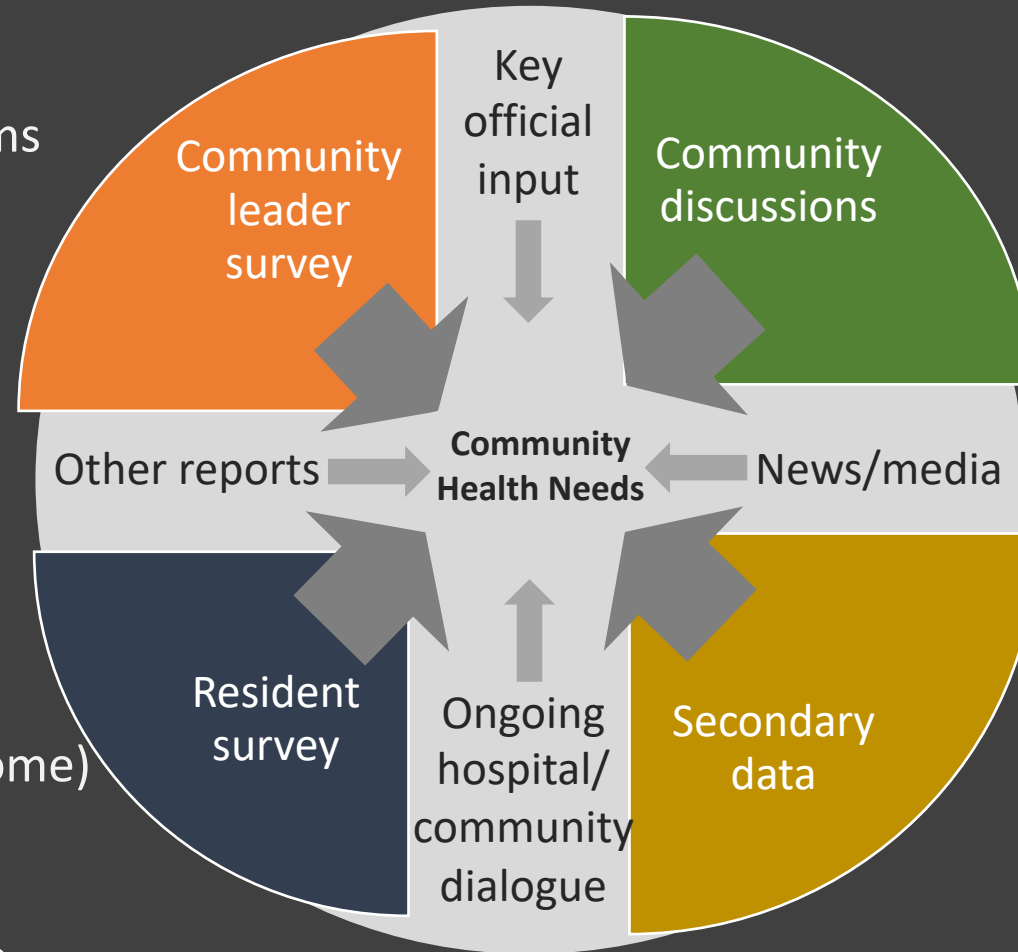 Key
official
input
Community
leader
survey
Community
discussions
Other reports
Community
Health Needs
News/media
Resident
survey
ome)
Ongoing
hospital/
community
dialogue
Secondary
data